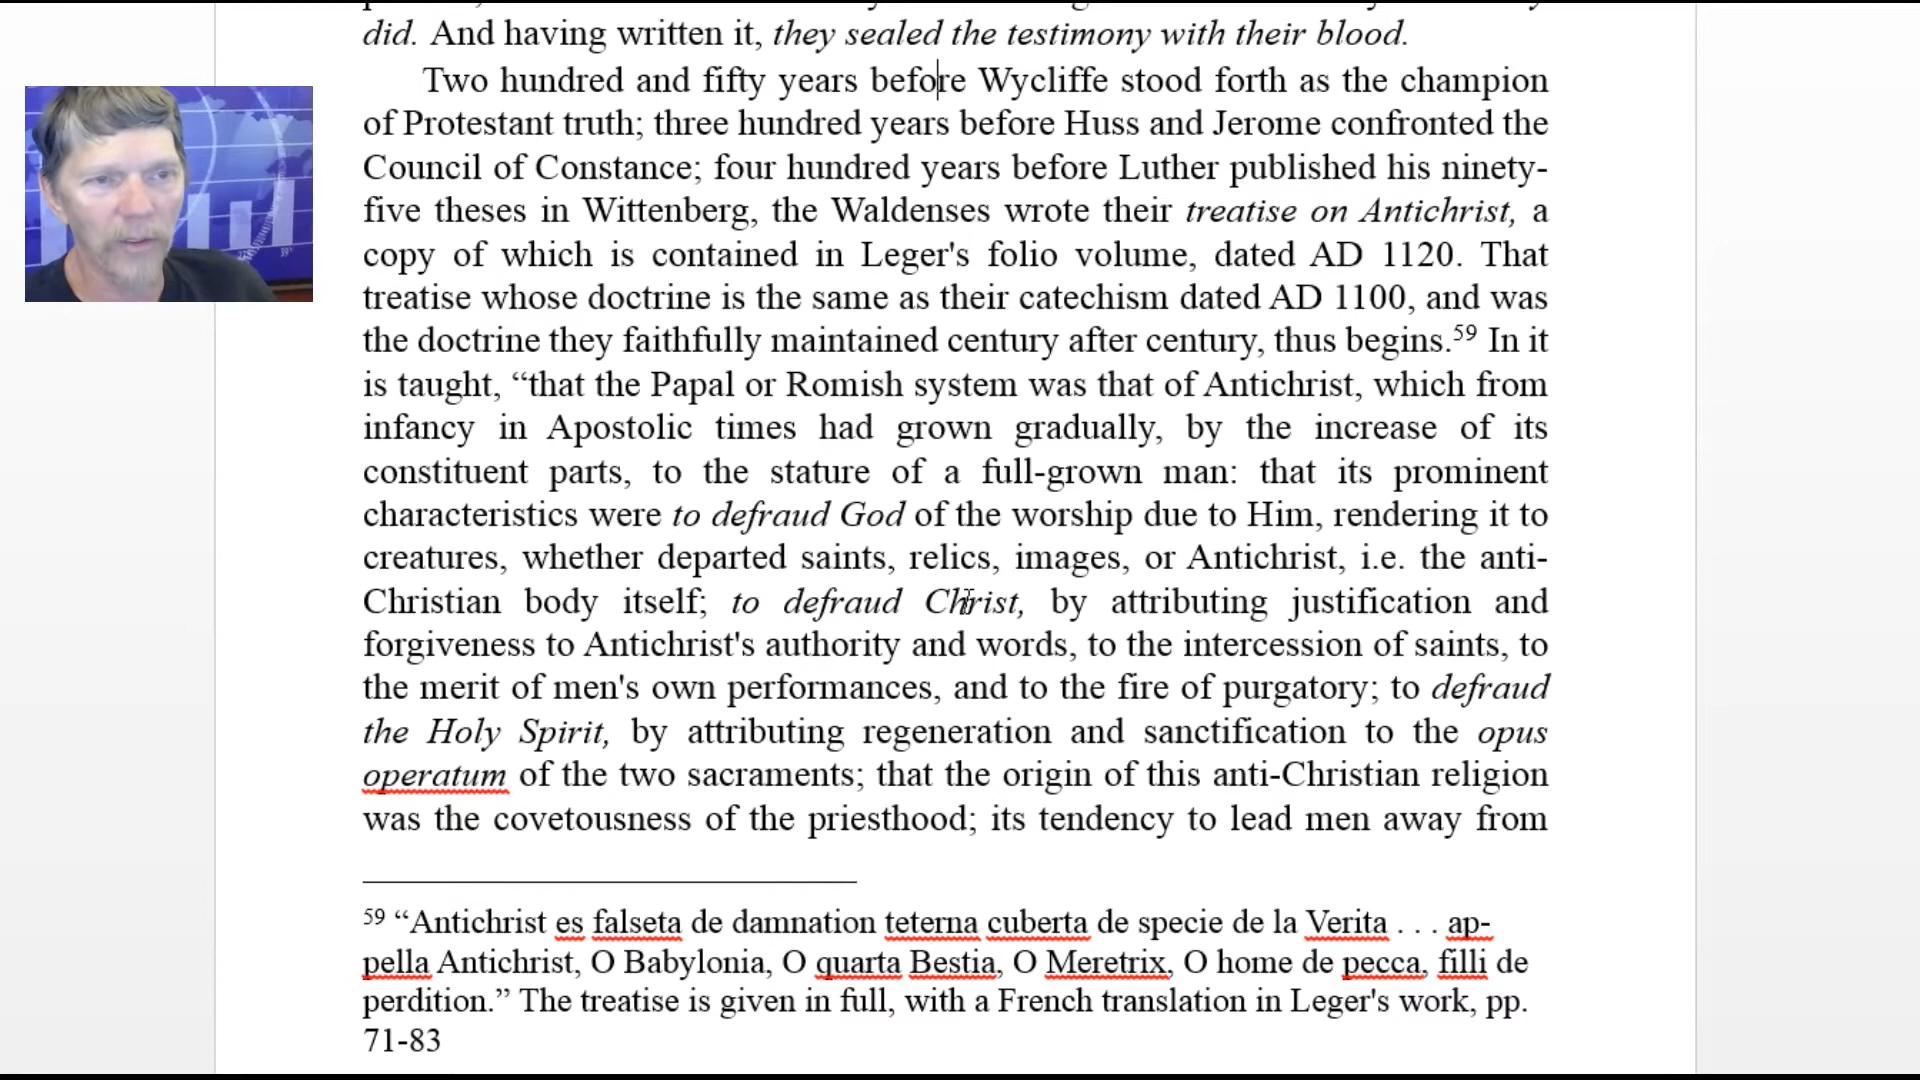 did. And having written it, they sealed the testimony with their blood.
Two hundred and fifty years before Wycliffe stood forth as the champion
of Protestant truth; three hundred years before Huss and Jerome confronted the
Council of Constance; four hundred years before Luther published his ninety-
five theses in Wittenberg, the Waldenses wrote their treatise on Antichrist, a
copy of which is contained in Leger's folio volume, dated AD 1120. That
treatise whose doctrine is the same as their catechism dated AD 1100, and was
the doctrine they faithfully maintained century after century, thus begins.59 In it
is taught, “that the Papal or Romish system was that of Antichrist, which from
infancy in Apostolic times had grown gradually, by the increase of its
constituent parts, to the stature of a full-grown man: that its prominent
characteristics were to defraud God of the worship due to Him, rendering it to
creatures, whether departed saints, relics, images, or Antichrist, i.e. the anti-
Christian body itself; to defraud Christ, by attributing justification and
forgiveness to Antichrist's authority and words, to the intercession of saints, to
the merit of men's own performances, and to the fire of purgatory; to defraud
the Holy Spirit, by attributing regeneration and sanctification to the opus
operatum of the two sacraments; that the origin of this anti-Christian religion
was the covetousness of the priesthood; its tendency to lead men away from
59 “Antichrist es falseta de damnation teterna cuberta de specie de la Verita . . . ap-
pella Antichrist, O Babylonia, O quarta Bestia, O Meretrix, O home de pecca, filli de
perdition.” The treatise is given in full, with a French translation in Leger's work, pp.
71-83